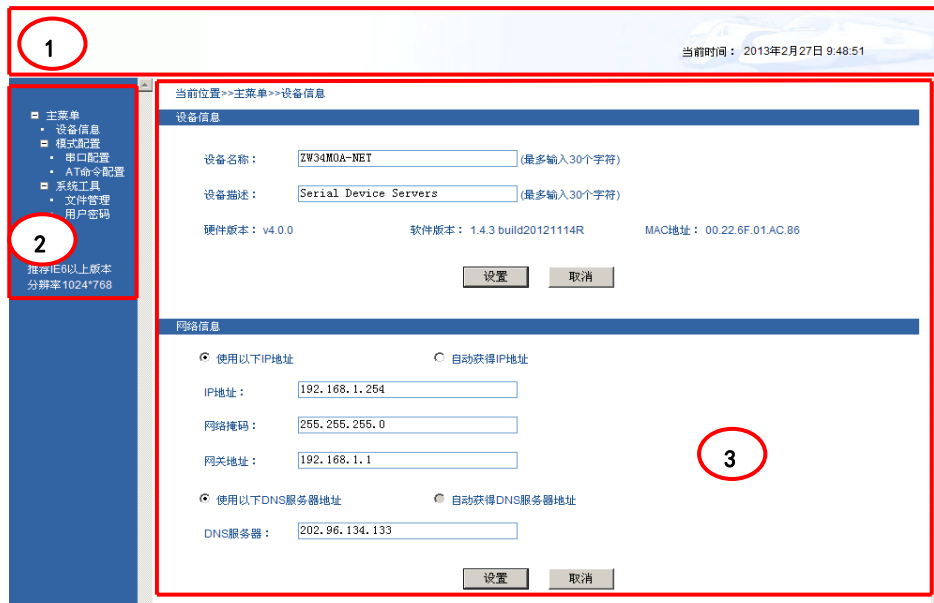 1
当前时间： 2013年2月27日 9:48:51
主菜单
设备信息
模式配置
串口配置
AT命令配置
系统工具
文件管理
用户密码
2
推荐IE6以上版本
分辨率1024*768
当前位置>>主菜单>>设备信息
设备信息
设备名称： ZW34M0A-NET (最多输入30个字符)
设备描述： Serial Device Servers (最多输入30个字符)
硬件版本： v4.0.0 软件版本： 1.4.3 build20121114R MAC地址： 00.22.6F.01.AC.86
设置 取消
网络信息
使用以下IP地址 自动获得IP地址
IP地址： 192.168.1.254
网络掩码： 255.255.255.0
网关地址： 192.168.1.1
3
使用以下DNS服务器地址 自动获得DNS服务器地址
DNS服务器： 202.96.134.133
设置 取消